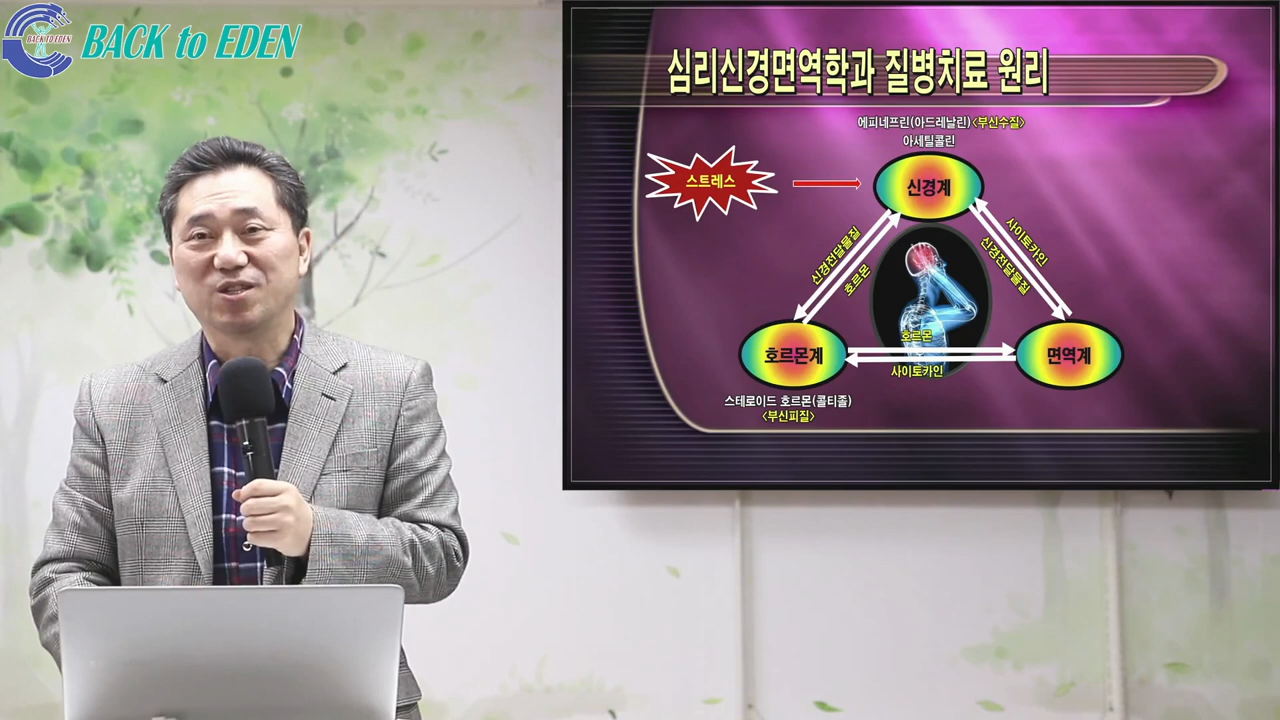 BACK TO EDEN
BACK to EDEN
심리신경면역학과 질병치료 원리
에피네프린(아드레날린)<부신수질>
아세틸콜린
스트레스
신경계
신경전달물질
호르몬
사이토카인
신경전달물질
호르몬계
호르몬
사이토카인
면역계
스테로이드 호르몬(콜티졸)
<부신피질>